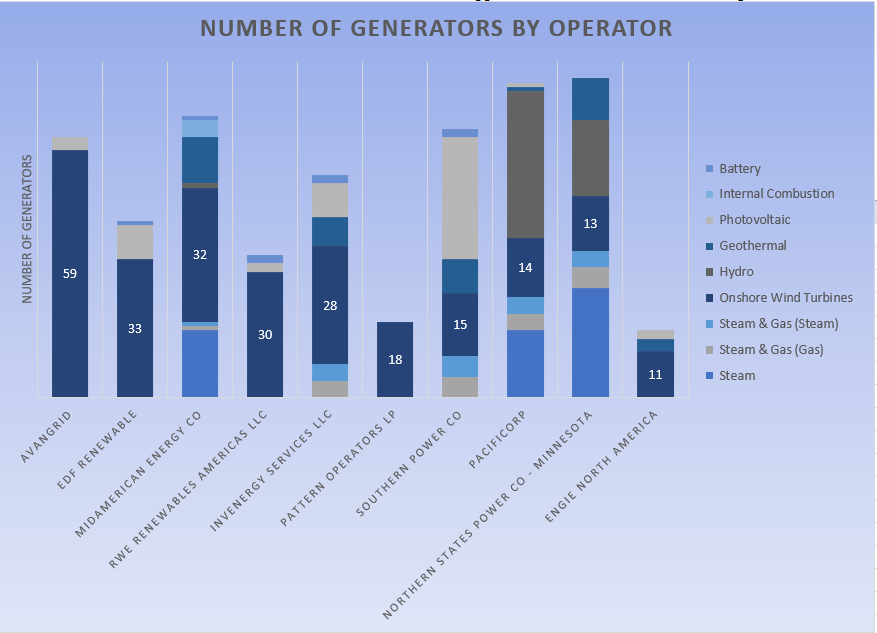 NUMBER OF GENERATORS BY OPERATOR
NUMBER OF GENERATORS
59
33
32
30
28
18
15
14
13
11
AVANGRID
EDF RENEWABLE
MIDAMERICAN ENERGY CO
RWE RENEWABLES AMERICAS LLC
INVENERGY SERVICES LLC
PATTERN OPERATORS LP
SOUTHERN POWER CO
PACIFICORP
NORTHERN STATES POWER CO - MINNESOTA
ENGIE NORTH AMERICA
Battery
Internal Combustion
Photovoltaic
Geothermal
Hydro
Onshore Wind Turbines
Steam & Gas (Steam)
Steam & Gas (Gas)
Steam